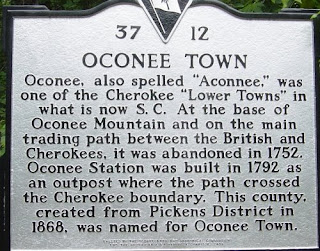 37 12
OCONEE TOWN
Oconee, also spelled "Aconnee," was
one of the Cherokee "Lower Towns" in
what is now S.C. At the base of
Oconee Mountain and on the main
trading path between the British and
Cherokees, it was abandoned in 1752.
Oconee Station was built in 1792 as
an outpost where the path crossed
the Cherokee boundary. This county,
created from Pickens District in
1868, was named for Oconee Town.